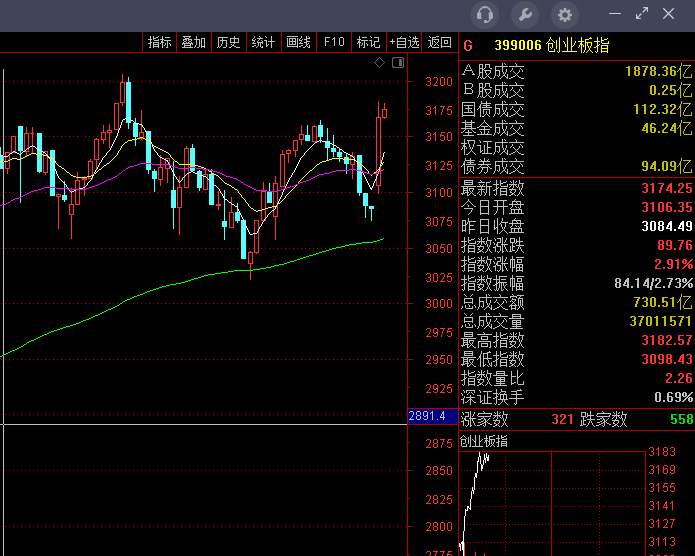 指标 叠加 历史 统计 画线 F10 标记 +自选 返回
G 399006 创业板指
3200
3175
3150
3125
3100
3075
3050
3025
3000
2975
2950
2925
2891.4
2875
2850
2825
2800
2775
A股成交 1878.36亿
B股成交 0.25亿
国债成交 112.32亿
基金成交 46.24亿
权证成交
债券成交 94.09亿
最新指数 3174.25
今日开盘 3106.35
昨日收盘 3084.49
指数涨跌 89.76
指数涨幅 2.91%
指数振幅 84.14/2.73%
总成交额 730.51亿
总成交量 37011571
最高指数 3182.57
最低指数 3098.43
指数量比 2.26
深证换手 0.69%
涨家数 321 跌家数 558
创业板指
3183
3169
3155
3141
3127
3113